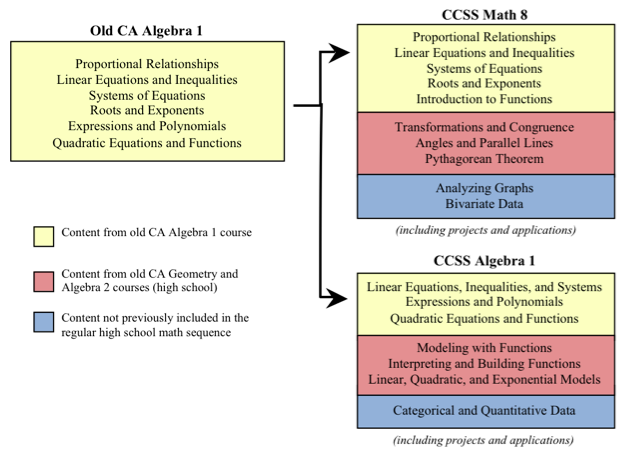 Old CA Algebra 1
Proportional Relationships
Linear Equations and Inequalities
Systems of Equations
Roots and Exponents
Expressions and Polynomials
Quadratic Equations and Functions
Content from old CA Algebra 1 course
Content from old CA Geometry and
Algebra 2 courses (high school)
Content not previously included in the
regular high school math sequence
CCSS Math 8
Proportional Relationships
Linear Equations and Inequalities
Systems of Equations
Roots and Exponents
Introduction to Functions
Transformations and Congruence
Angles and Parallel Lines
Pythagorean Theorem
Analyzing Graphs
Bivariate Data
(including projects and applications)
CCSS Algebra 1
Linear Equations, Inequalities, and Systems
Expressions and Polynomials
Quadratic Equations and Functions
Modeling with Functions
Interpreting and Building Functions
Linear, Quadratic, and Exponential Models
Categorical and Quantitative Data
(including projects and applications)